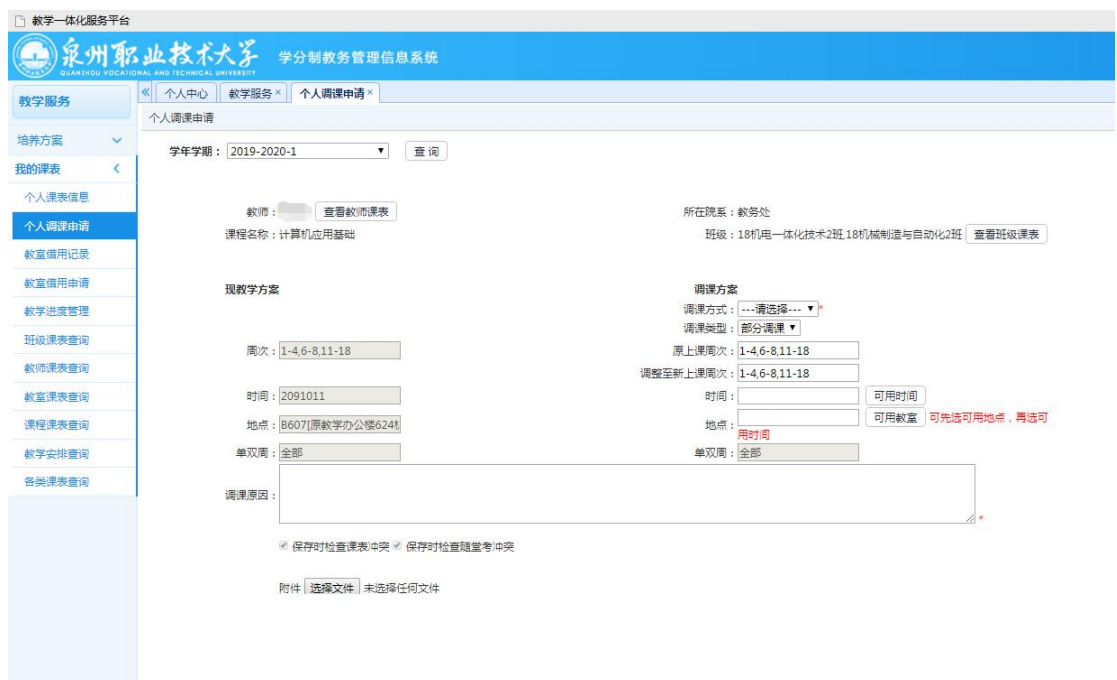 教学一体化服务平台
泉州职业技术大学 学分制教务管理信息系统
QUANZHOU VOCATIONAL AND TECHNICAL UNIVERSITY
教学服务
培养方案
我的课表
个人课表信息
个人调课申请
教室借用记录
教室借用申请
教学进度管理
班级课表查询
教师课表查询
教室课表查询
课程课表查询
教学安排查询
各类课表查询
个人中心 教学服务× 个人调课申请×
个人调课申请
学年学期： 2019-2020-1 查询
教师： 查看教师课表 所在院系：教务处
课程名称：计算机应用基础 班级：18机电一体化技术2班,18机械制造与自动化2班 查看班级课表
现教学方案 调课方案
调课方式： ---请选择--- *
调课类型： 部分调课
周次： 1-4,6-8,11-18 原上课周次： 1-4,6-8,11-18
调整至新上课周次： 1-4,6-8,11-18
时间： 2091011 时间： 可用时间
地点： B607[原教学办公楼624 地点： 可用教室 可先选可用地点，再选可
用时间
单双周： 全部 单双周： 全部
调课原因： *
保存时检查课表冲突 保存时检查随堂考冲突
附件 选择文件 未选择任何文件